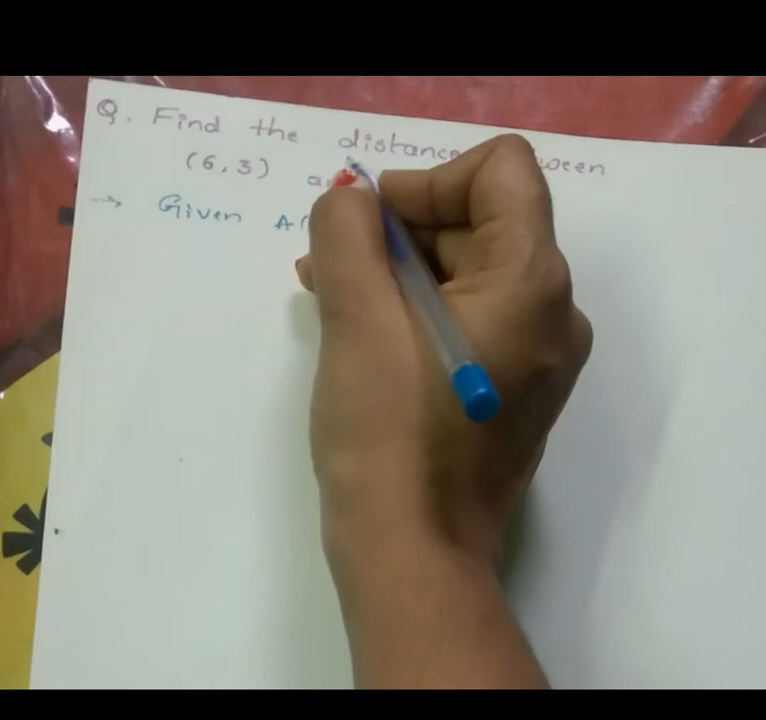 Q. Find the distance
(6,3)
→ Given A(